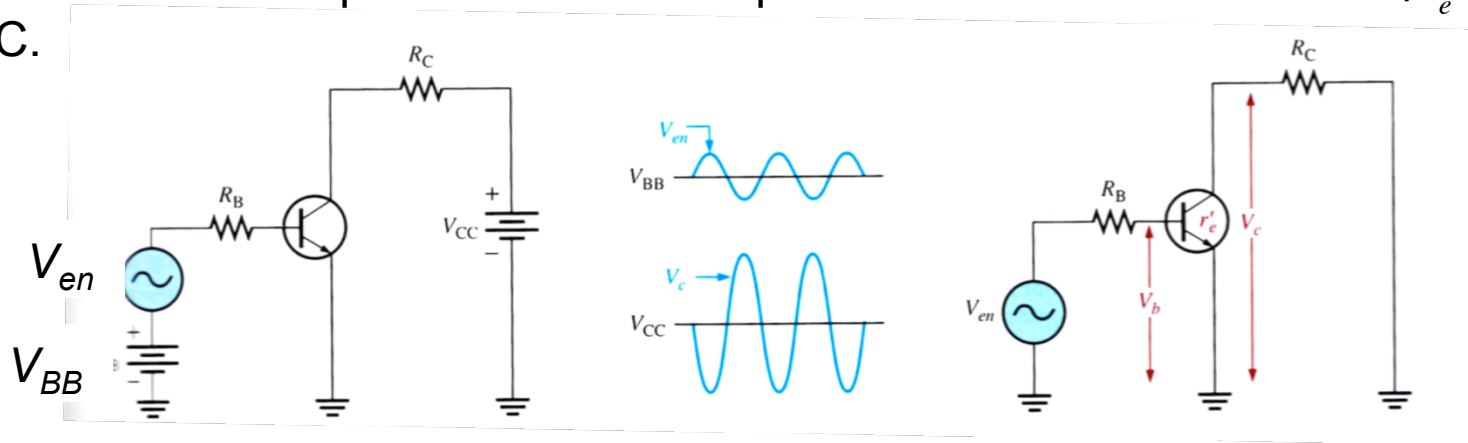 e
C.
R_C
R_B
V_CC
+
−
V_en
+
−
V_BB
V_en
V_BB
V_c
V_CC
R_C
R_B
r'_e
V_c
V_b
V_en